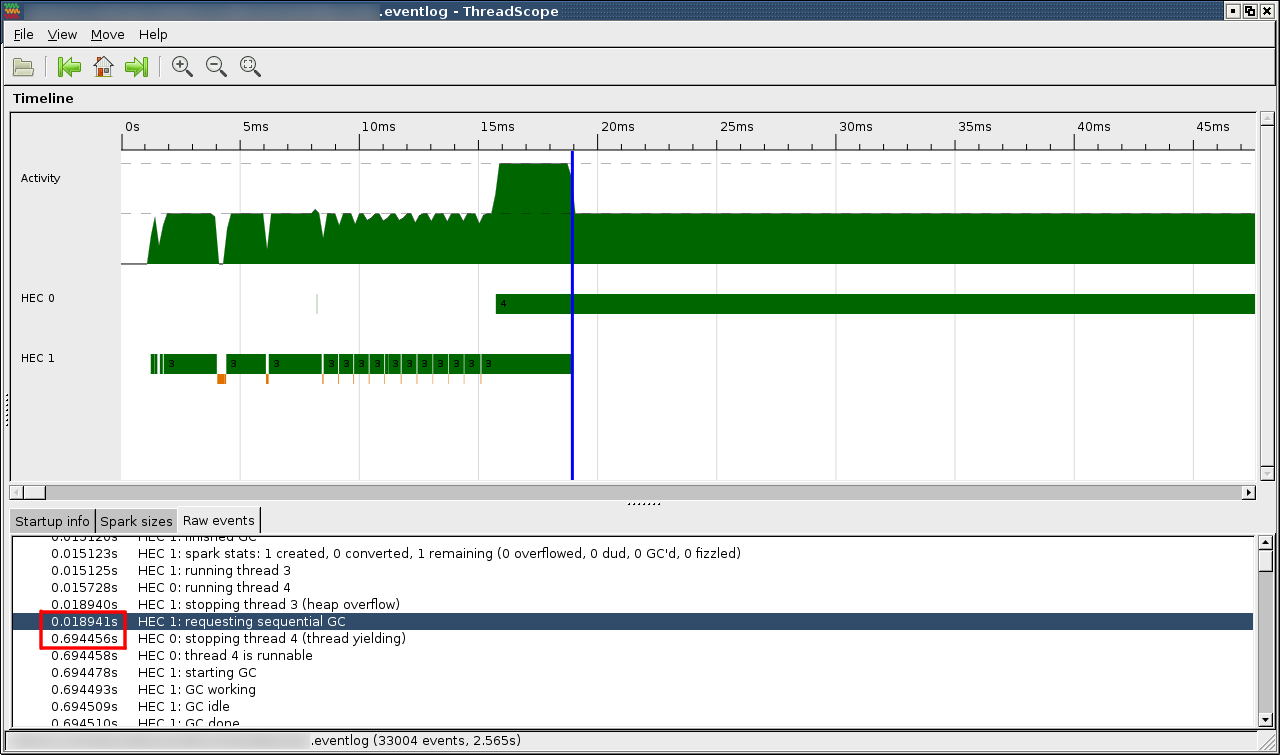 .eventlog - ThreadScope
File View Move Help
Timeline
0s 5ms 10ms 15ms 20ms 25ms 30ms 35ms 40ms 45ms
Activity
HEC 0
4
HEC 1
3 3 3 3 3 3 3 3 3 3 3 3 3 3
Startup info Spark sizes Raw events
0.015120s HEC 1: finished GC
0.015123s HEC 1: spark stats: 1 created, 0 converted, 1 remaining (0 overflowed, 0 dud, 0 GC'd, 0 fizzled)
0.015125s HEC 1: running thread 3
0.015728s HEC 0: running thread 4
0.018940s HEC 1: stopping thread 3 (heap overflow)
0.018941s HEC 1: requesting sequential GC
0.694456s HEC 0: stopping thread 4 (thread yielding)
0.694458s HEC 0: thread 4 is runnable
0.694478s HEC 1: starting GC
0.694493s HEC 1: GC working
0.694509s HEC 1: GC idle
0.694510s HEC 1: GC done
.eventlog (33004 events, 2.565s)